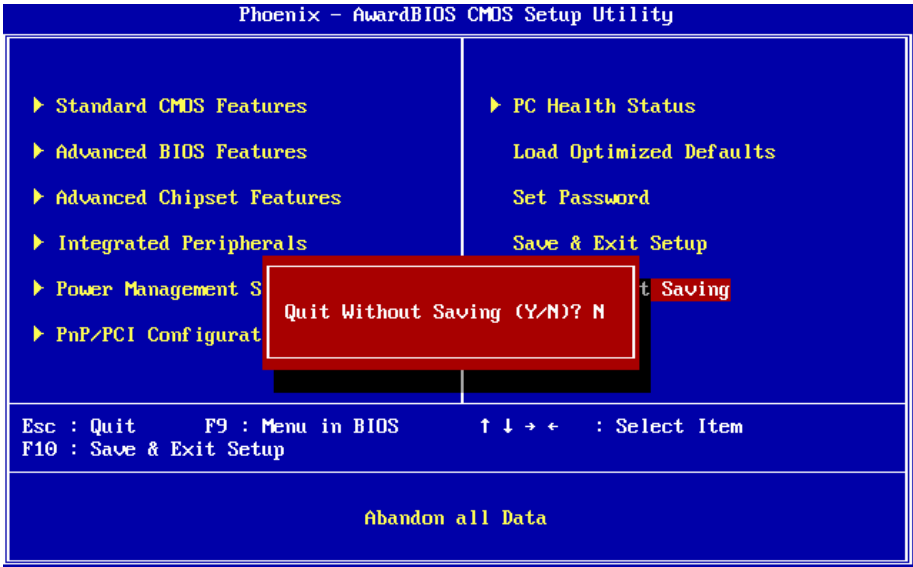 Phoenix - AwardBIOS CMOS Setup Utility
Standard CMOS Features
Advanced BIOS Features
Advanced Chipset Features
Integrated Peripherals
Power Management S
PnP/PCI Configurat
PC Health Status
Load Optimized Defaults
Set Password
Save & Exit Setup
t Saving
Quit Without Saving (Y/N)? N
Esc : Quit F9 : Menu in BIOS ↑ ↓ → ← : Select Item
F10 : Save & Exit Setup
Abandon all Data